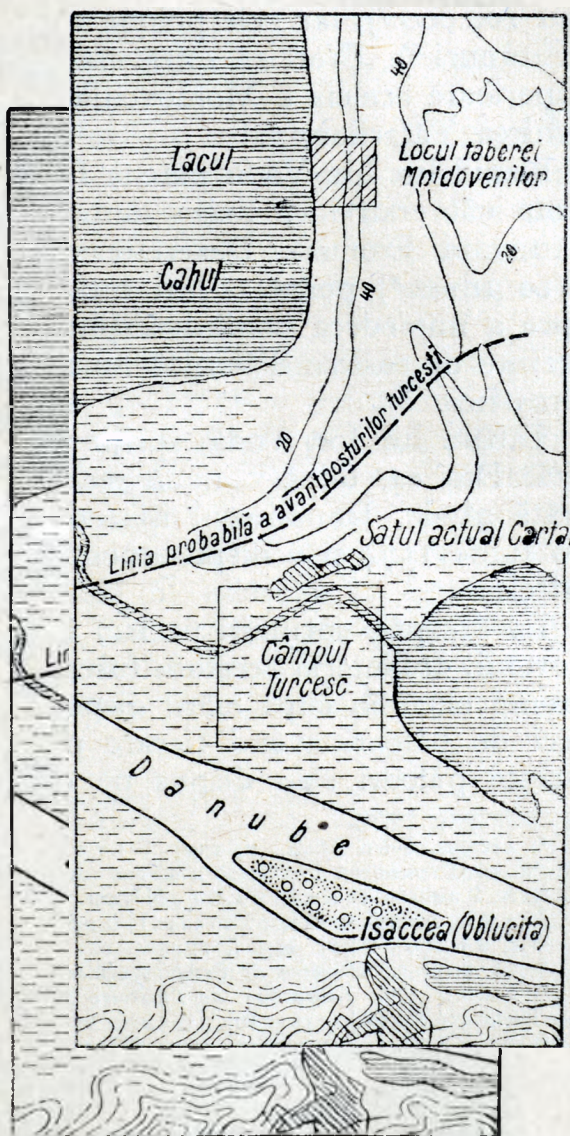 40
Lacul
Locul taberei
Moldovenilor
20
Cahul
40
20
Linia probabilă a avantposturilor turcești
Satul actual Carta
Câmpul
Turcesc
Lin
Danube
Isaccea (Oblucița)